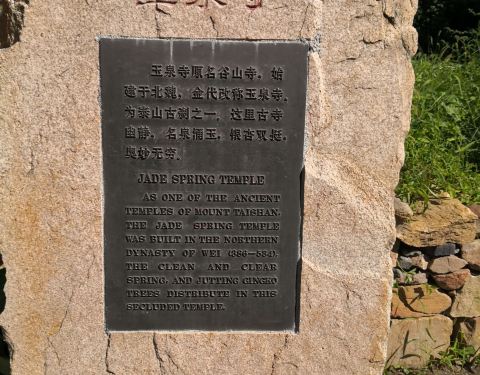 玉泉寺原名谷山寺，始
建于北魏，金代改称玉泉寺。
为泰山古刹之一，这里古寺
幽静，名泉涌玉，银杏双挺，
奥妙无穷。
JADE SPRING TEMPLE
AS ONE OF THE ANCIENT
TEMPLES OF MOUNT TAISHAN,
THE JADE SPRING TEMPLE
WAS BUILT IN THE NORTHERN
DYNASTY OF WEI (386—534).
THE CLEAN AND CLEAR
SPRING, AND JUTTING GINGKO
TREES DISTRIBUTE IN THIS
SECLUDED TEMPLE.